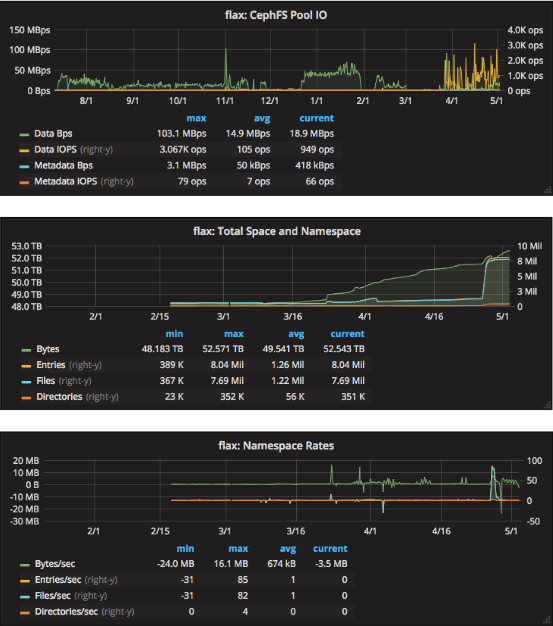 flax: CephFS Pool IO
150 MBps 4.0K ops
100 MBps 3.0K ops
50 MBps 2.0K ops
1.0K ops
0 Bps 0 ops
8/1 9/1 10/1 11/1 12/1 1/1 2/1 3/1 4/1 5/1
max avg current
Data Bps 103.1 MBps 14.9 MBps 18.9 MBps
Data IOPS (right-y) 3.067K ops 105 ops 949 ops
Metadata Bps 3.1 MBps 50 kBps 418 kBps
Metadata IOPS (right-y) 79 ops 7 ops 66 ops
flax: Total Space and Namespace
53.0 TB 10 Mil
52.0 TB 8 Mil
51.0 TB 5 Mil
50.0 TB
49.0 TB 3 Mil
48.0 TB 0
2/1 2/15 3/1 3/16 4/1 4/16 5/1
min max avg current
Bytes 48.183 TB 52.571 TB 49.541 TB 52.543 TB
Entries (right-y) 389 K 8.04 Mil 1.26 Mil 8.04 Mil
Files (right-y) 367 K 7.69 Mil 1.22 Mil 7.69 Mil
Directories (right-y) 23 K 352 K 56 K 351 K
flax: Namespace Rates
20 MB 100
10 MB
0 B 50
-10 MB 0
-20 MB
-30 MB -50
2/1 2/15 3/1 3/16 4/1 4/16 5/1
min max avg current
Bytes/sec -24.0 MB 16.1 MB 674 kB -3.5 MB
Entries/sec (right-y) -31 85 1 0
Files/sec (right-y) -31 82 1 0
Directories/sec (right-y) 0 4 0 0